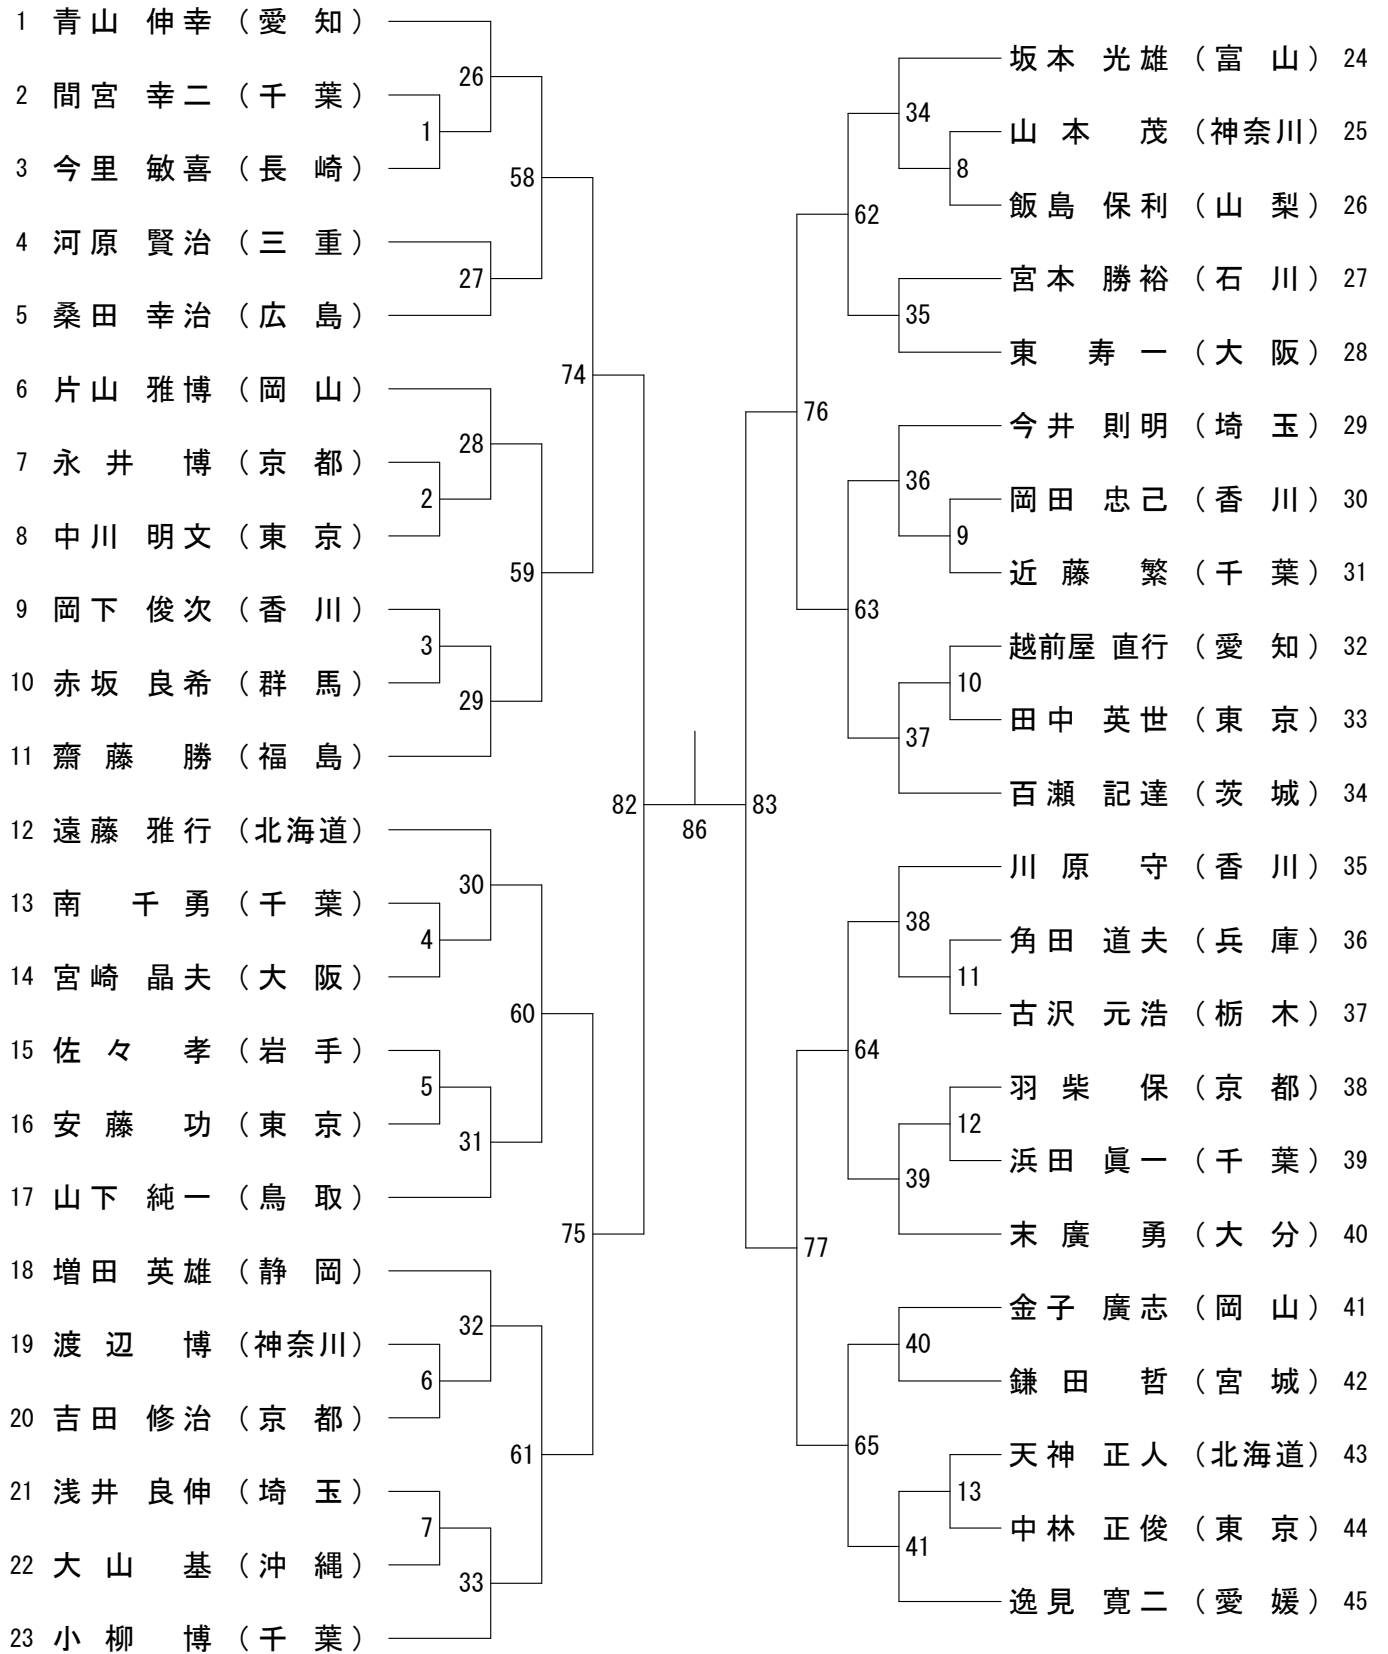 1 青山 伸幸 （愛 知）
26
2 間宮 幸二 （千 葉）
1
3 今里 敏喜 （長 崎）
58
4 河原 賢治 （三 重）
27
5 桑田 幸治 （広 島）
74
6 片山 雅博 （岡 山）
28
7 永井 博 （京 都）
2
8 中川 明文 （東 京）
59
9 岡下 俊次 （香 川）
3
10 赤坂 良希 （群 馬）
29
11 齋藤 勝 （福 島）
82
12 遠藤 雅行 （北海道）
30
13 南 千勇 （千 葉）
4
14 宮崎 晶夫 （大 阪）
60
15 佐々 孝 （岩 手）
5
16 安藤 功 （東 京）
31
17 山下 純一 （鳥 取）
75
18 増田 英雄 （静 岡）
32
19 渡辺 博 （神奈川）
6
20 吉田 修治 （京 都）
61
21 浅井 良伸 （埼 玉）
7
22 大山 基 （沖 縄）
33
23 小柳 博 （千 葉）
86
坂本 光雄 （富 山） 24
34
山本 茂 （神奈川） 25
8
飯島 保利 （山 梨） 26
62
宮本 勝裕 （石 川） 27
35
東 寿一 （大 阪） 28
76
今井 則明 （埼 玉） 29
36
岡田 忠己 （香 川） 30
9
近藤 繁 （千 葉） 31
63
越前屋 直行 （愛 知） 32
10
田中 英世 （東 京） 33
37
百瀬 記達 （茨 城） 34
83
川原 守 （香 川） 35
38
角田 道夫 （兵 庫） 36
11
古沢 元浩 （栃 木） 37
64
羽柴 保 （京 都） 38
12
浜田 眞一 （千 葉） 39
39
末廣 勇 （大 分） 40
77
金子 廣志 （岡 山） 41
40
鎌田 哲 （宮 城） 42
65
天神 正人 （北海道） 43
13
中林 正俊 （東 京） 44
41
逸見 寛二 （愛 媛） 45